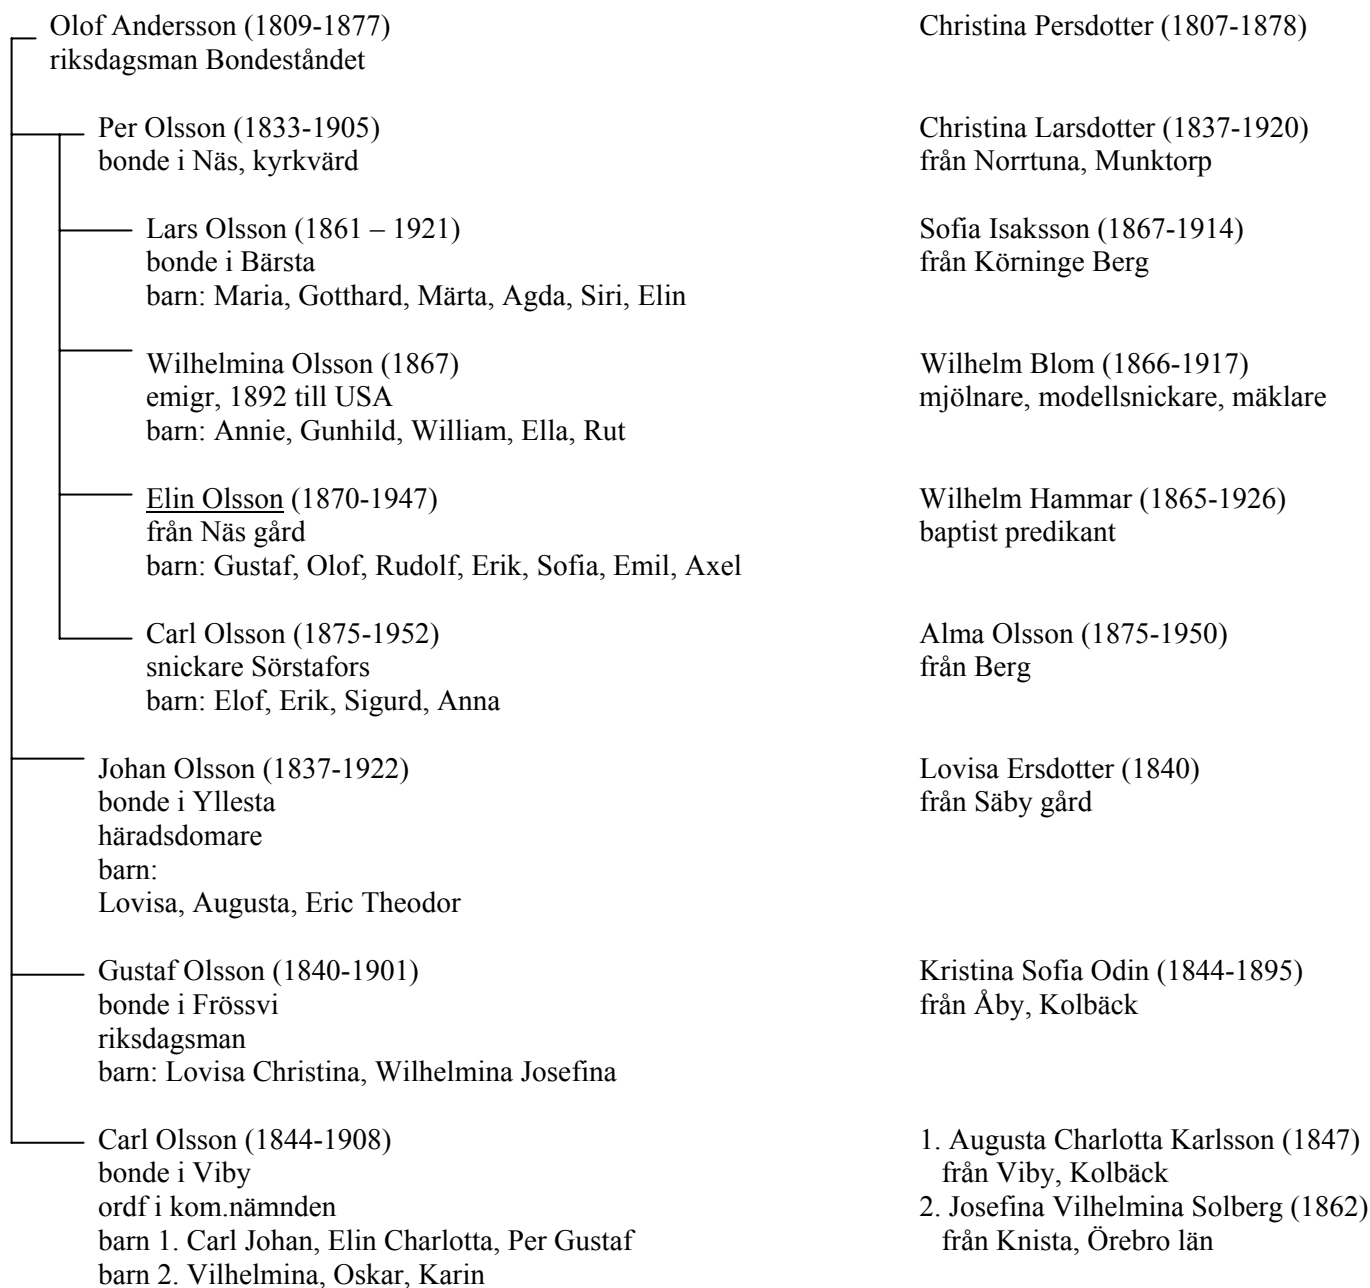 Olof Andersson (1809-1877) Christina Persdotter (1807-1878)
riksdagsman Bondeståndet
Per Olsson (1833-1905) Christina Larsdotter (1837-1920)
bonde i Näs, kyrkvärd från Norrtuna, Munktorp
Lars Olsson (1861 – 1921) Sofia Isaksson (1867-1914)
bonde i Bärsta från Körninge Berg
barn: Maria, Gotthard, Märta, Agda, Siri, Elin
Wilhelmina Olsson (1867) Wilhelm Blom (1866-1917)
emigr, 1892 till USA mjölnare, modellsnickare, mäklare
barn: Annie, Gunhild, William, Ella, Rut
Elin Olsson (1870-1947) Wilhelm Hammar (1865-1926)
från Näs gård baptist predikant
barn: Gustaf, Olof, Rudolf, Erik, Sofia, Emil, Axel
Carl Olsson (1875-1952) Alma Olsson (1875-1950)
snickare Sörstafors från Berg
barn: Elof, Erik, Sigurd, Anna
Johan Olsson (1837-1922) Lovisa Ersdotter (1840)
bonde i Yllesta från Säby gård
häradsdomare
barn:
Lovisa, Augusta, Eric Theodor
Gustaf Olsson (1840-1901) Kristina Sofia Odin (1844-1895)
bonde i Frössvi från Åby, Kolbäck
riksdagsman
barn: Lovisa Christina, Wilhelmina Josefina
Carl Olsson (1844-1908) 1. Augusta Charlotta Karlsson (1847)
bonde i Viby från Viby, Kolbäck
ordf i kom.nämnden 2. Josefina Vilhelmina Solberg (1862)
barn 1. Carl Johan, Elin Charlotta, Per Gustaf från Knista, Örebro län
barn 2. Vilhelmina, Oskar, Karin